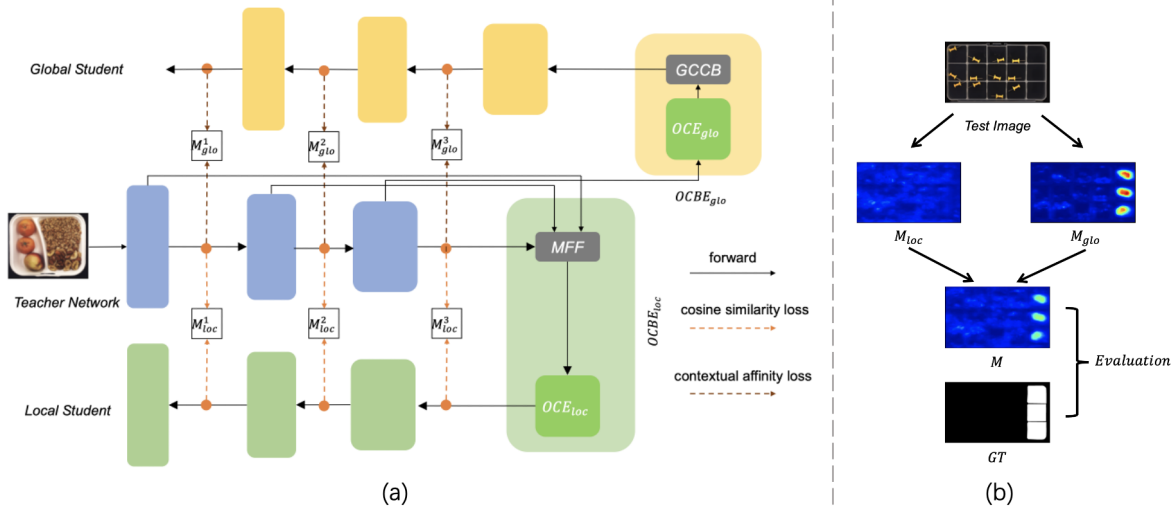 Global Student
GCCB
OCE_glo
OCBE_glo
M^1_glo
M^2_glo
M^3_glo
MFF
Teacher Network
M^1_loc
M^2_loc
M^3_loc
OCBE_loc
Local Student
OCE_loc
forward
cosine similarity loss
contextual affinity loss
(a)
Test Image
M_loc
M_glo
M
Evaluation
GT
(b)